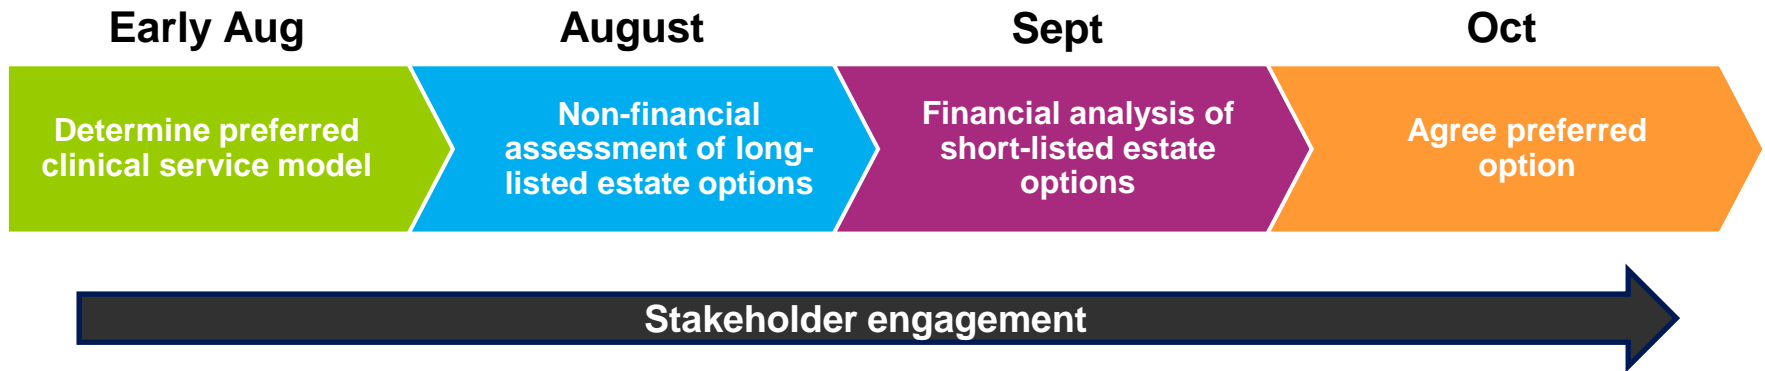 Early Aug
August
Sept
Oct
Determine preferred
clinical service model
Non-financial
assessment of long-
listed estate options
Financial analysis of
short-listed estate
options
Agree preferred
option
Stakeholder engagement